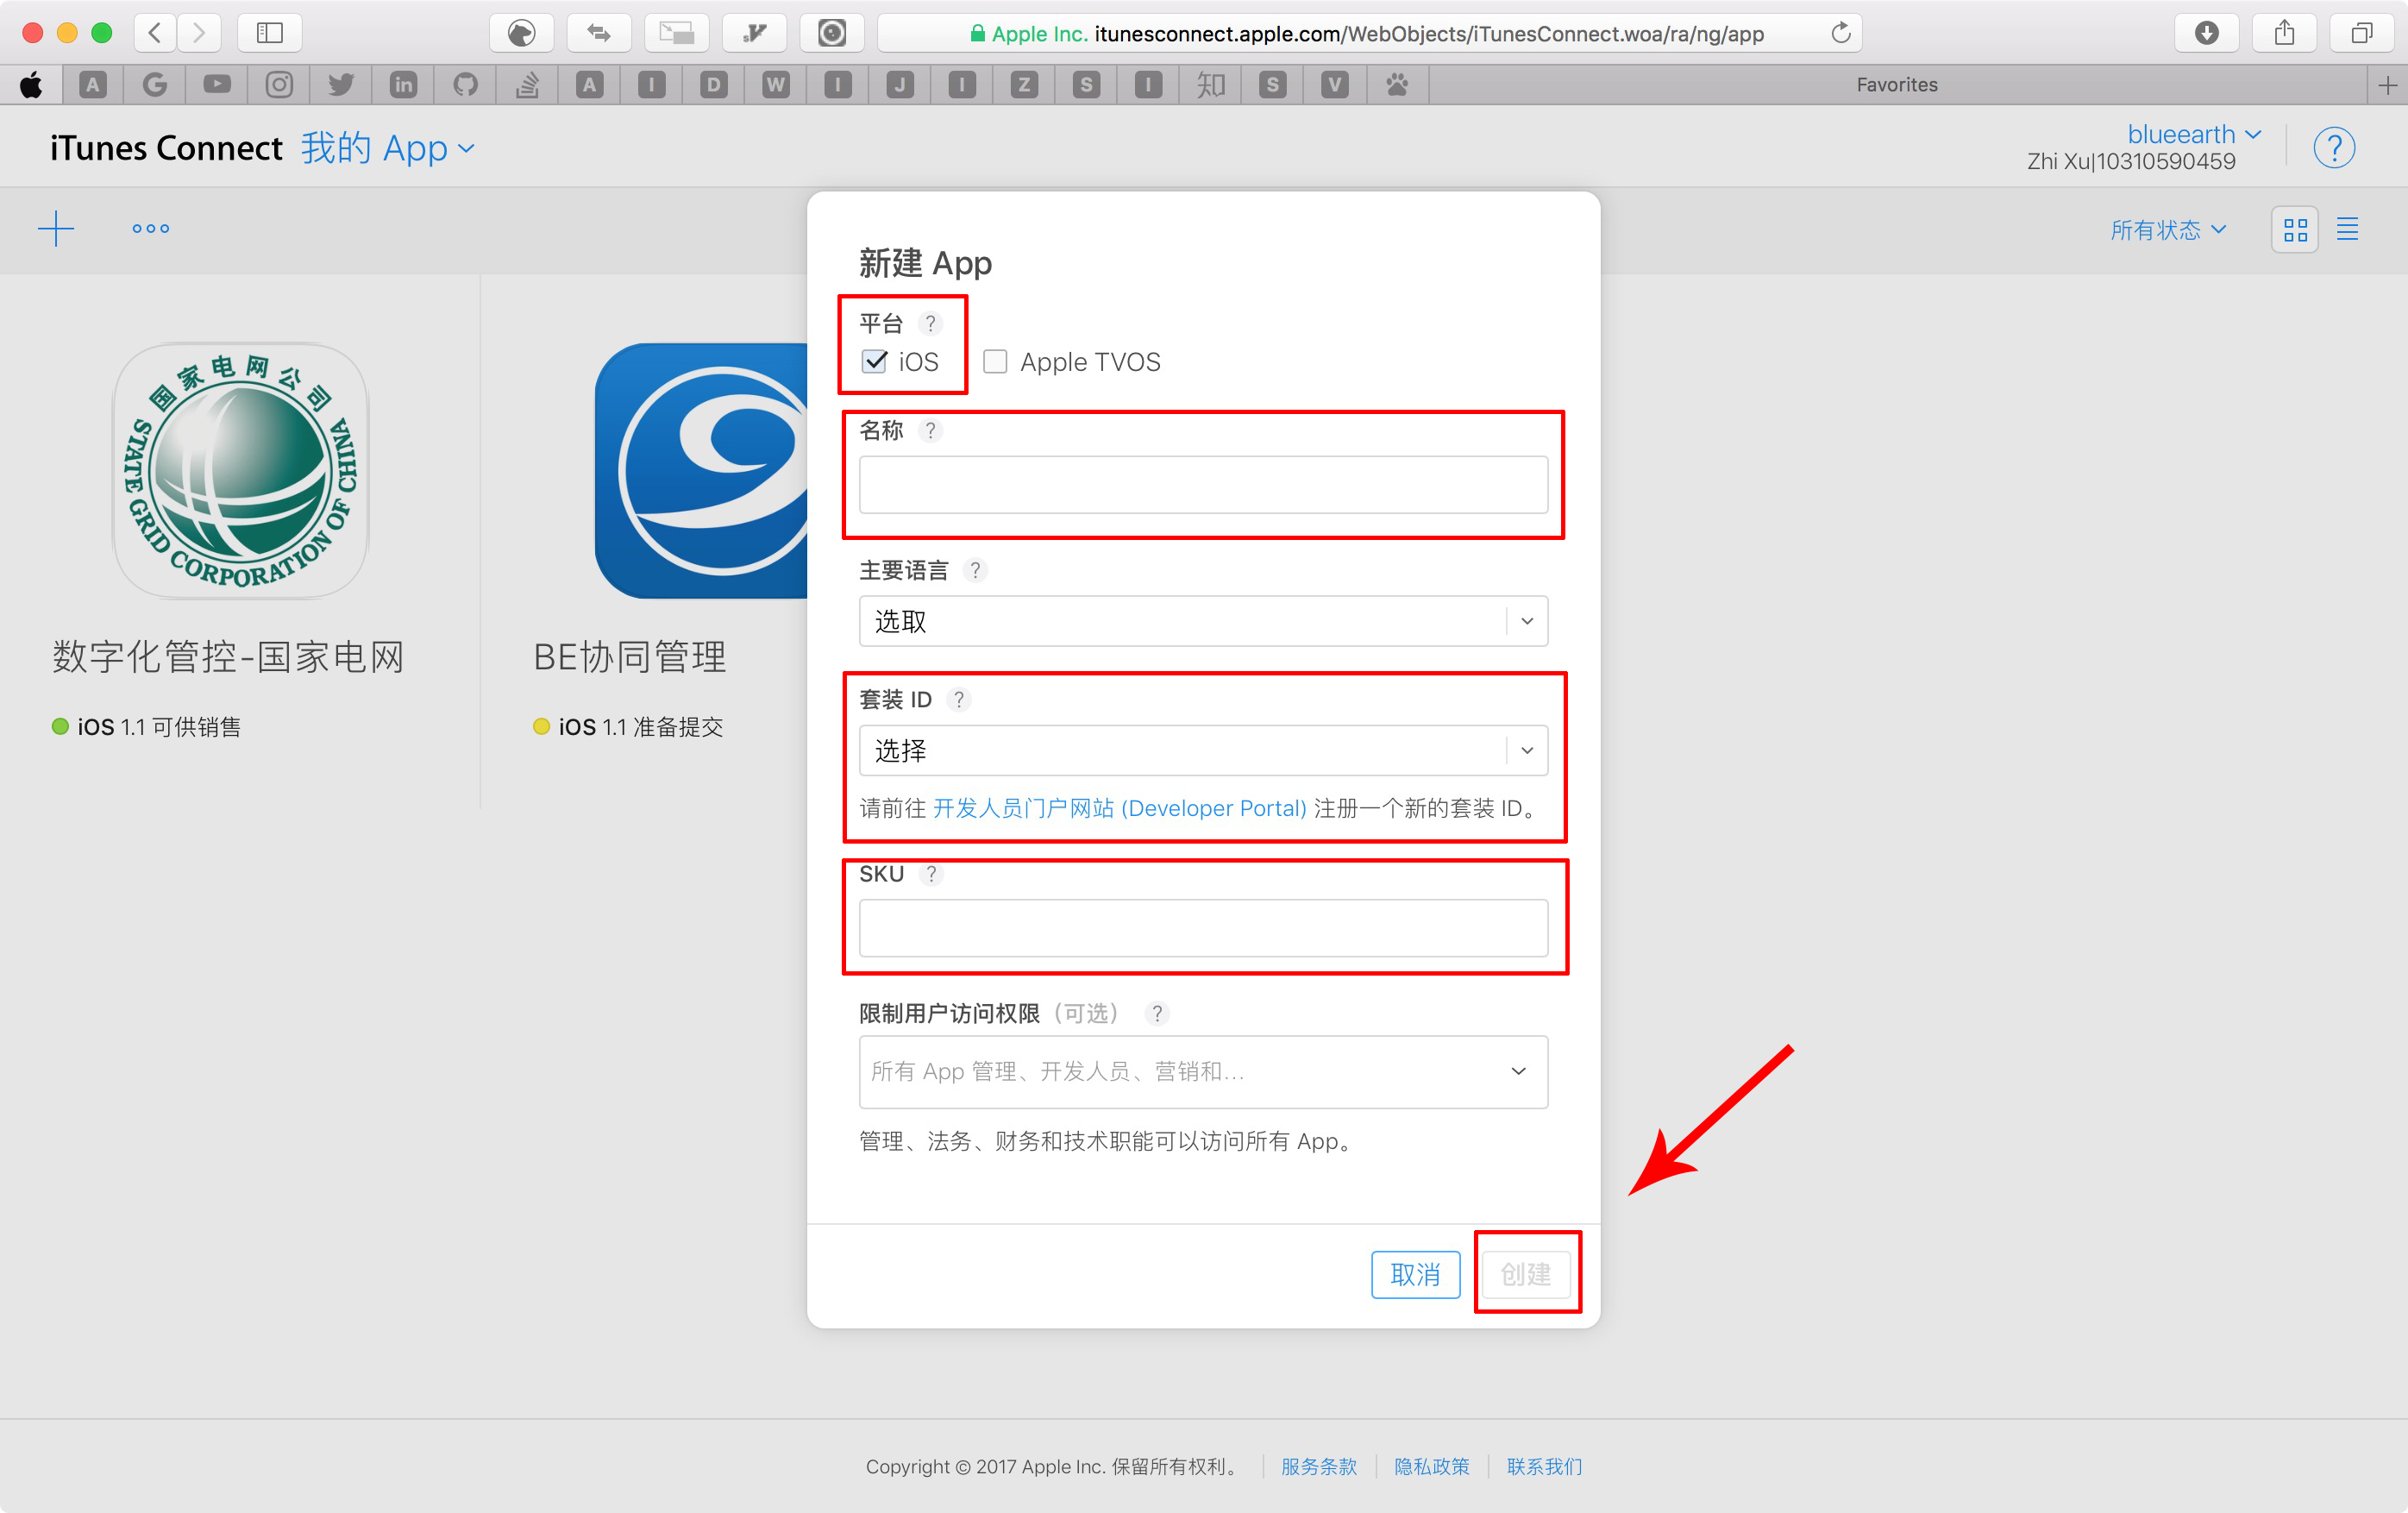 Apple Inc. itunesconnect.apple.com/WebObjects/iTunesConnect.woa/ra/ng/app
A G in A I D W I J I Z S I 知 S V Favorites
iTunes Connect 我的 App
blueearth
Zhi Xu|10310590459
?
所有状态
新建 App
平台 ?
iOS Apple TVOS
名称 ?
主要语言 ?
选取
套装 ID ?
选择
请前往 开发人员门户网站 (Developer Portal) 注册一个新的套装 ID。
SKU ?
限制用户访问权限（可选） ?
所有 App 管理、开发人员、营销和...
管理、法务、财务和技术职能可以访问所有 App。
取消 创建
国家电网公司
STATE GRID CORPORATION OF CHINA
数字化管控-国家电网
iOS 1.1 可供销售
BE协同管理
iOS 1.1 准备提交
Copyright © 2017 Apple Inc. 保留所有权利。 服务条款 隐私政策 联系我们